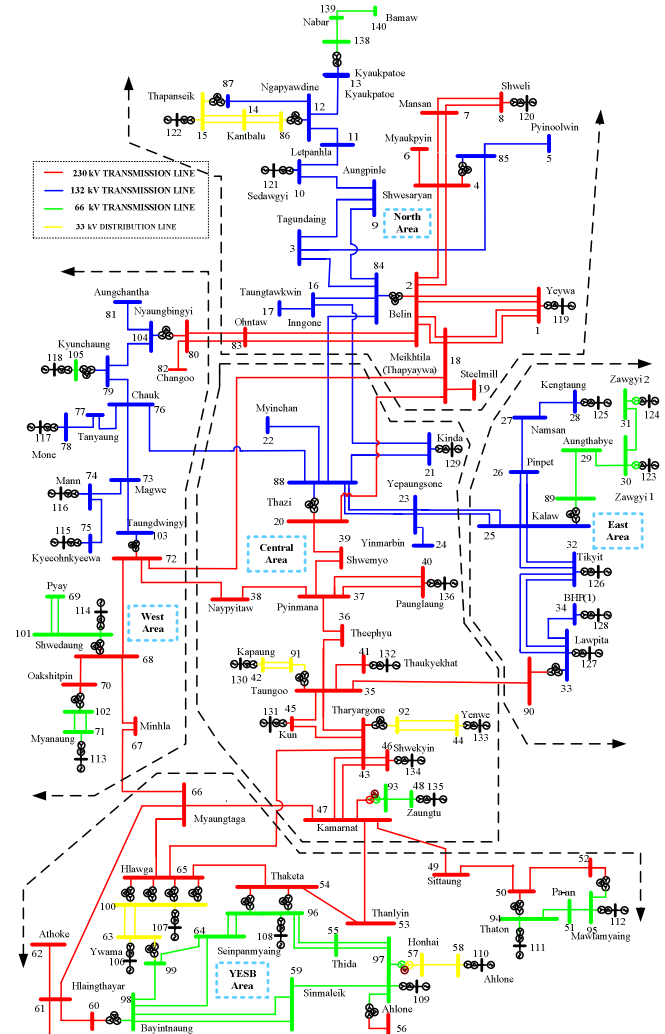 139
Nabar
Bamaw
140
138
Kyaukpatoe
13
Kyaukpatoe
87
Ngapyawdine
Thapanseik
14
12
122
15
Kantbalu
86
11
Letpanhla
Aungpinle
121
Sedawgyi
10
9
Shweli
Mansan
120
7
8
Myaukpyin
6
Pyinoolwin
85
5
4
Shwesaryan
North
Area
230 kV TRANSMISSION LINE
132 kV TRANSMISSION LINE
66 kV TRANSMISSION LINE
33 kV DISTRIBUTION LINE
Tagundaing
3
84
16
Taungtawkwin
17
Inngone
2
Belin
Yeywa
119
1
Aungchantha
81
Nyaungbingyi
104
Kyunchaung
118
105
79
Ohntaw
80
82
83
Changoo
Meikhtila
(Thapyaywa)
18
Steelmill
19
Chauk
76
77
117
Tanyaung
Mone
78
Myinchan
22
Kinda
129
21
Kengtaung
27
28
125
Namsan
Zawgyi 2
31
124
Aungthabye
29
123
30
Zawgyi 1
Pinpet
26
89
Kalaw
25
East
Area
Mann
74
116
73
Magwe
115
75
Kyeeohnkyeewa
Taungdwingyi
103
72
88
Thazi
20
Yepaungsone
23
Yinmarbin
24
Central
Area
39
Shwemyo
40
Naypyitaw
38
Pyinmana
37
Paunglaung
136
32
Tikyit
126
BHP(1)
34
128
Lawpita
127
33
90
Pyay
69
114
101
Shwedaung
West
Area
68
Oakshitpin
70
102
Myanaung
71
113
Minhla
67
36
Theephyu
Kapaung
91
130
42
Taungoo
41
132
Thaukyekhat
35
131
45
Kun
Tharyargone
92
Yenwe
44
133
46
Shwekyin
134
43
93
48
135
Zaungtu
66
Myaungtaga
47
Kamarnat
49
Sittaung
52
50
Pa-an
94
Thaton
51
95
112
Mawlamyaing
111
Hlawga
65
Thaketa
54
100
107
63
Ywama
106
64
96
108
Seinpannyaing
Thanlyin
53
99
YESB
Area
55
Thida
Honhai
97
57
58
110
Ahlone
109
Athoke
62
Hlaingthayar
61
60
98
Bayintnaung
59
Sinmaleik
Ahlone
56